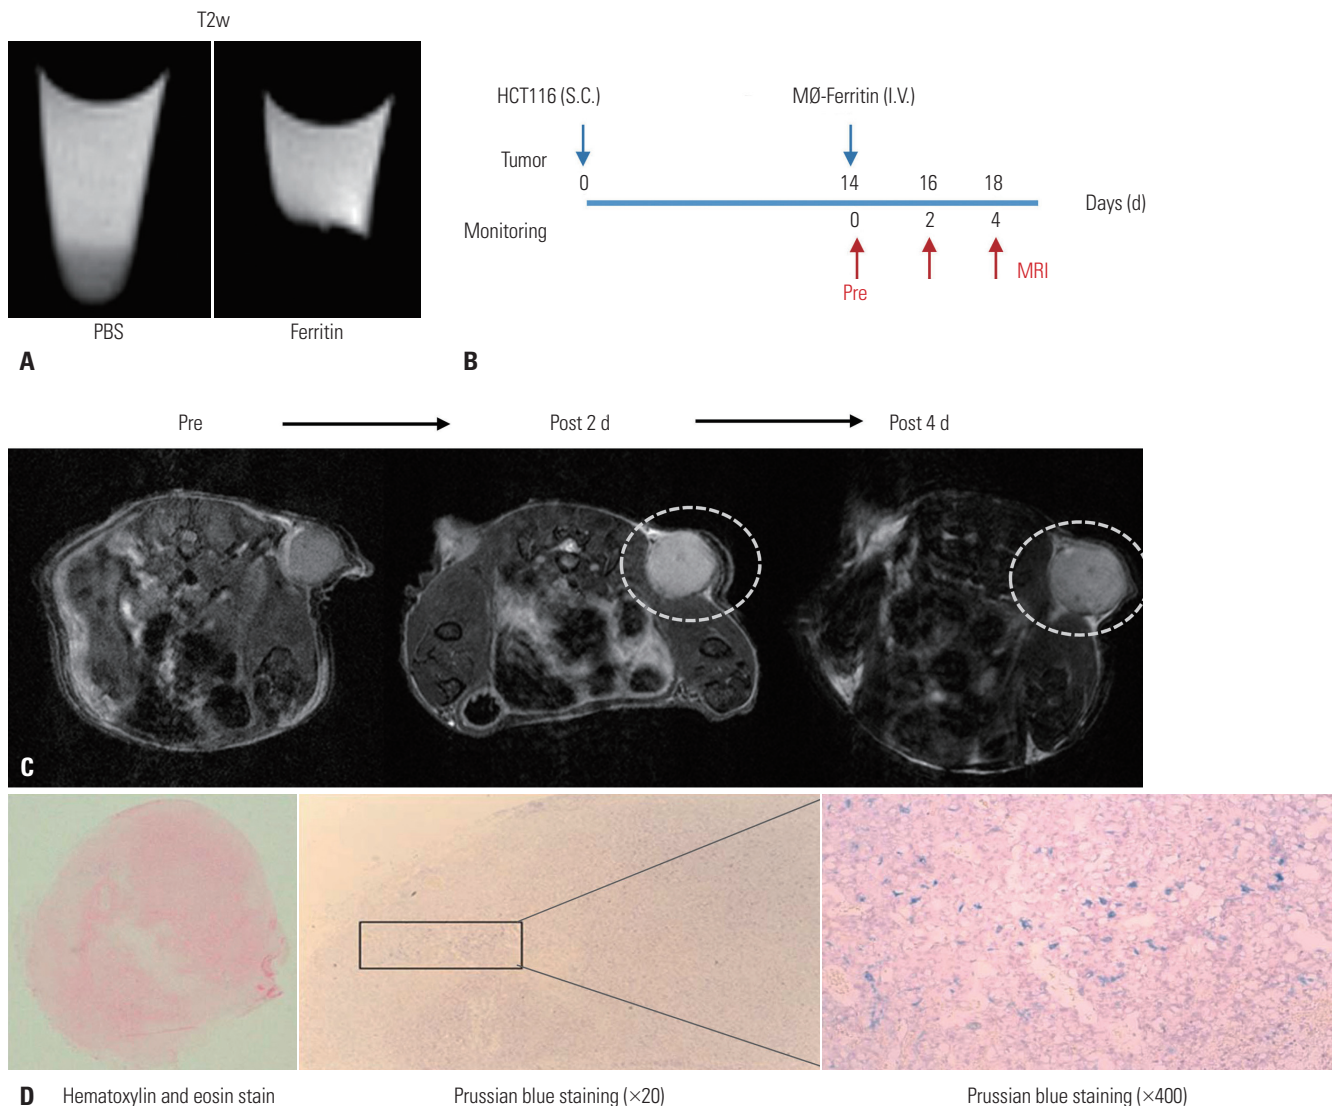 T2w
PBS
Ferritin
A
HCT116 (S.C.)
MØ-Ferritin (I.V.)
Tumor
0
14
16
18
Days (d)
Monitoring
0
2
4
Pre
MRI
B
Pre
Post 2 d
Post 4 d
C
D
Hematoxylin and eosin stain
Prussian blue staining (×20)
Prussian blue staining (×400)